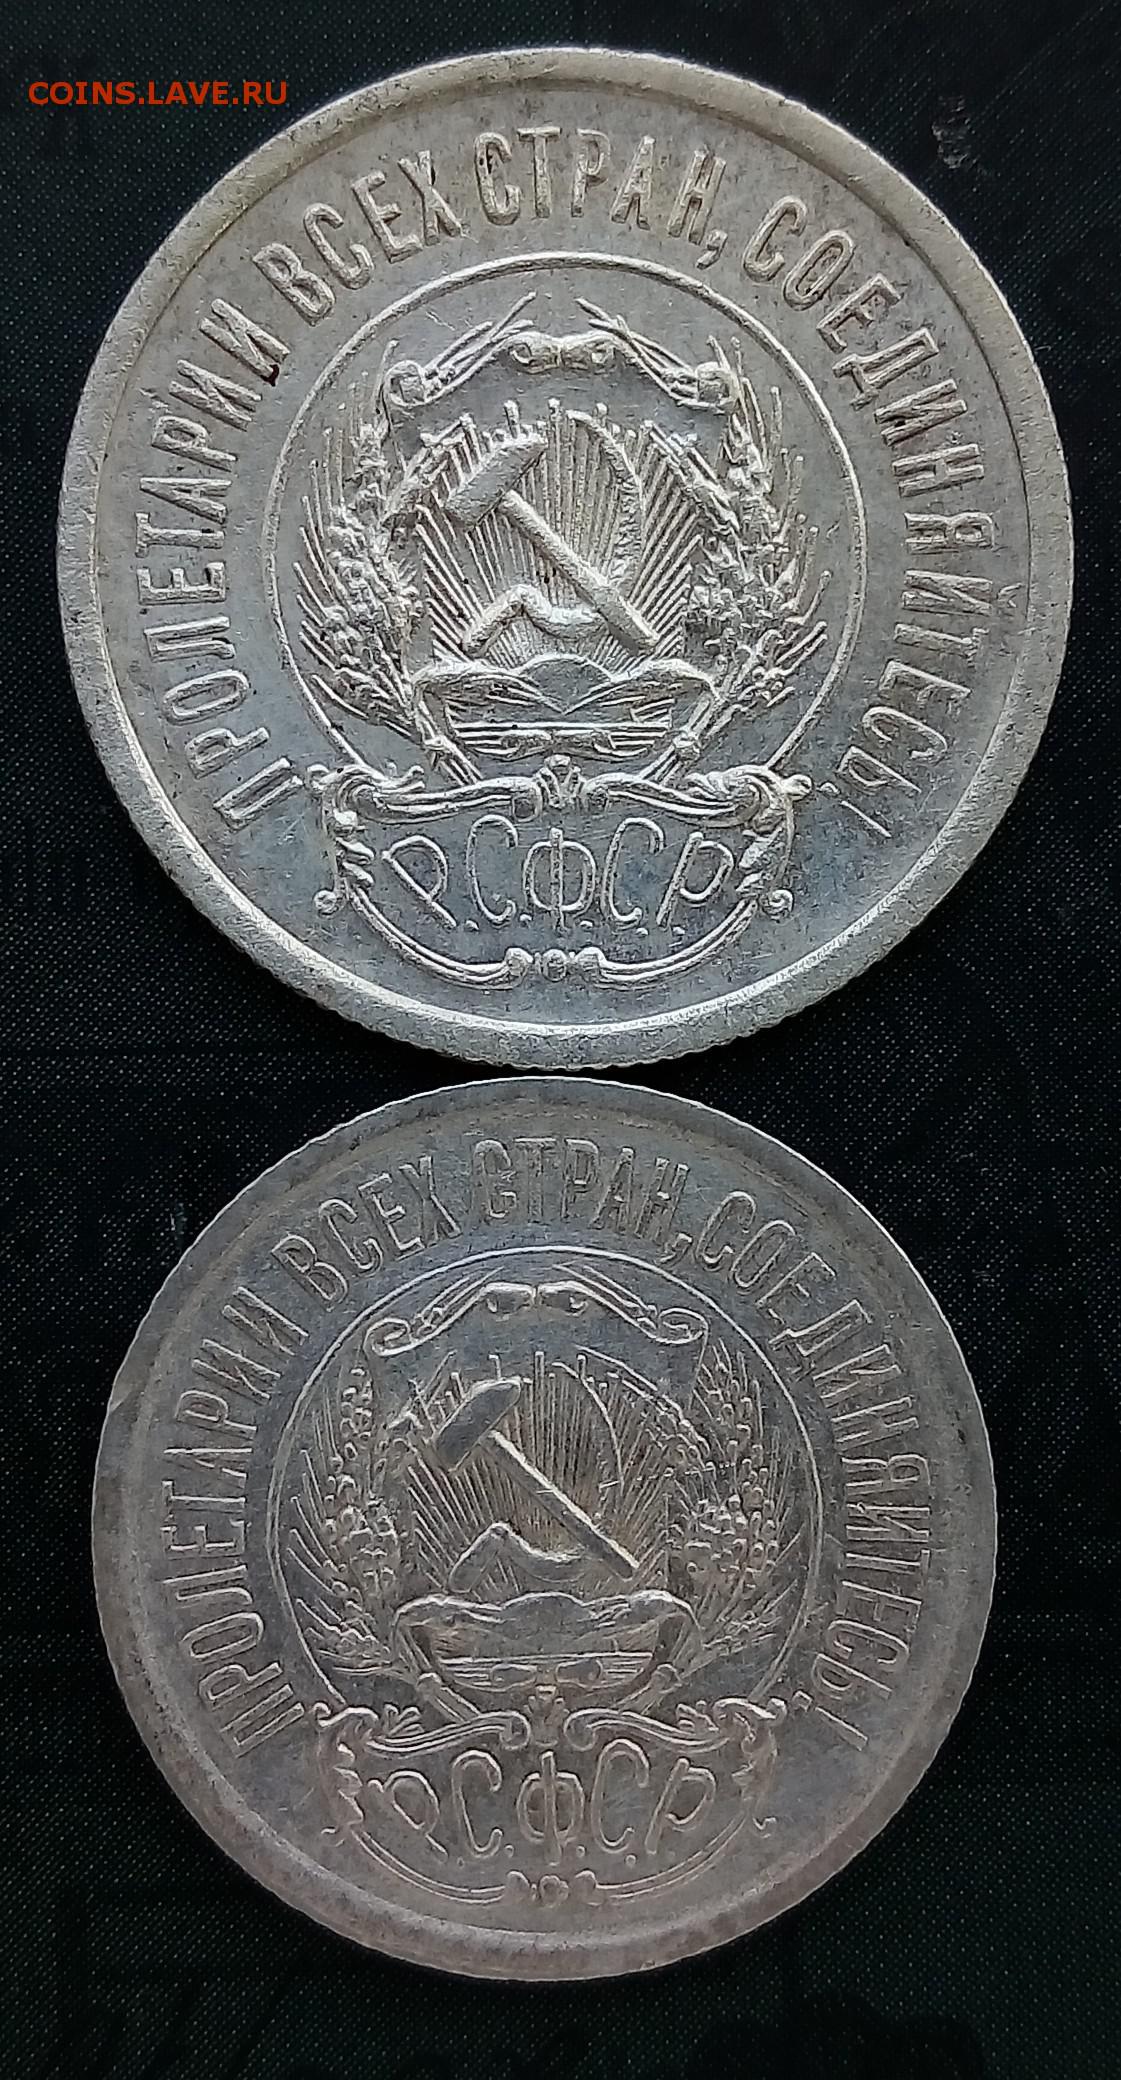 COINS.LAVE.RU
ПРОЛЕТАРИИ ВСЕХ СТРАН, СОЕДИНЯЙТЕСЬ!
Р.С.Ф.С.Р.
ПРОЛЕТАРИИ ВСЕХ СТРАН, СОЕДИНЯЙТЕСЬ!
Р.С.Ф.С.Р.